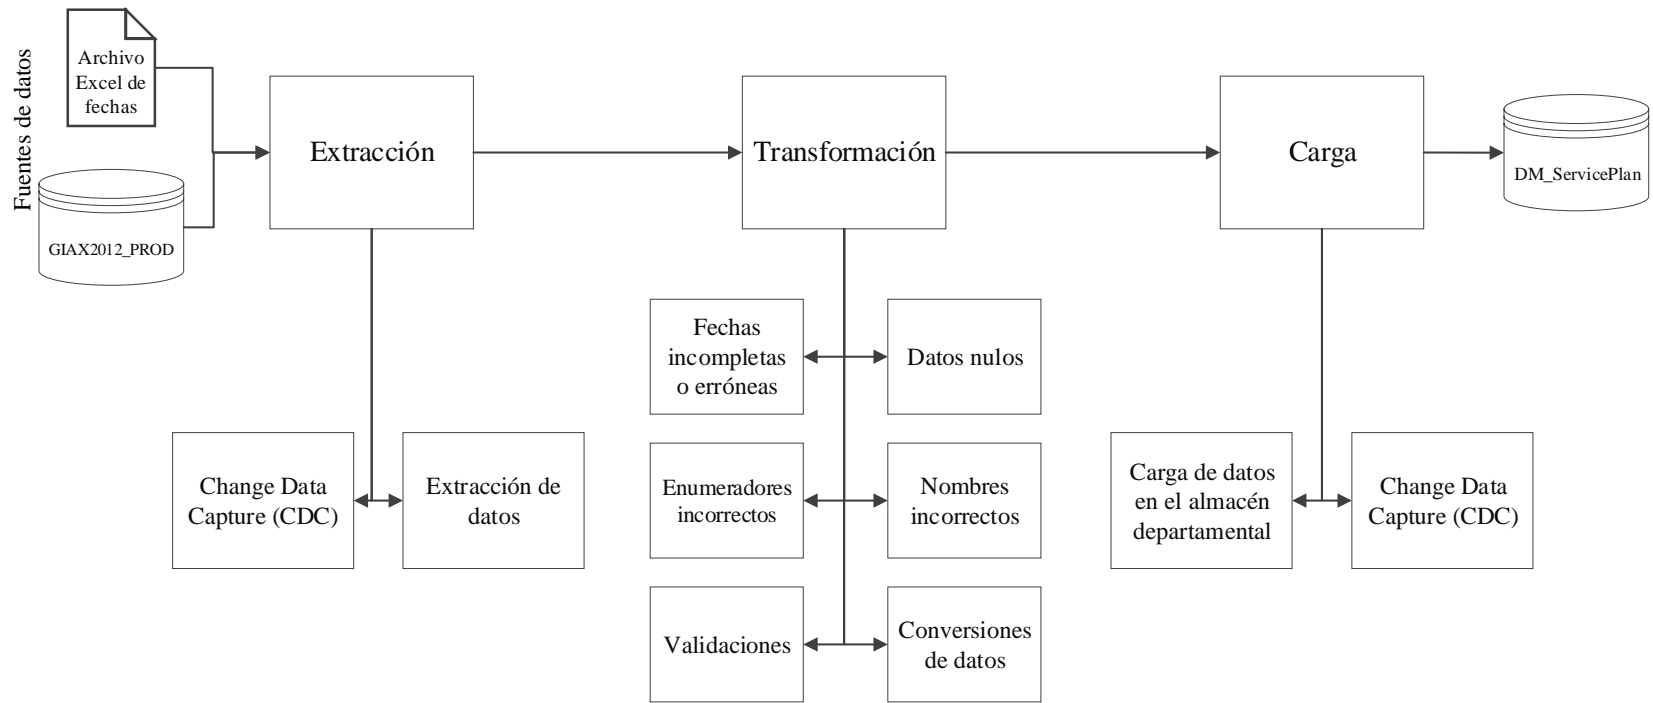 Fuentes de datos
Archivo
Excel de
fechas
GIAX2012_PROD
Extracción
Transformación
Carga
DM_ServicePlan
Change Data
Capture (CDC)
Extracción de
datos
Fechas
incompletas
o erróneas
Datos nulos
Enumeradores
incorrectos
Nombres
incorrectos
Validaciones
Conversiones
de datos
Carga de datos
en el almacén
departamental
Change Data
Capture (CDC)